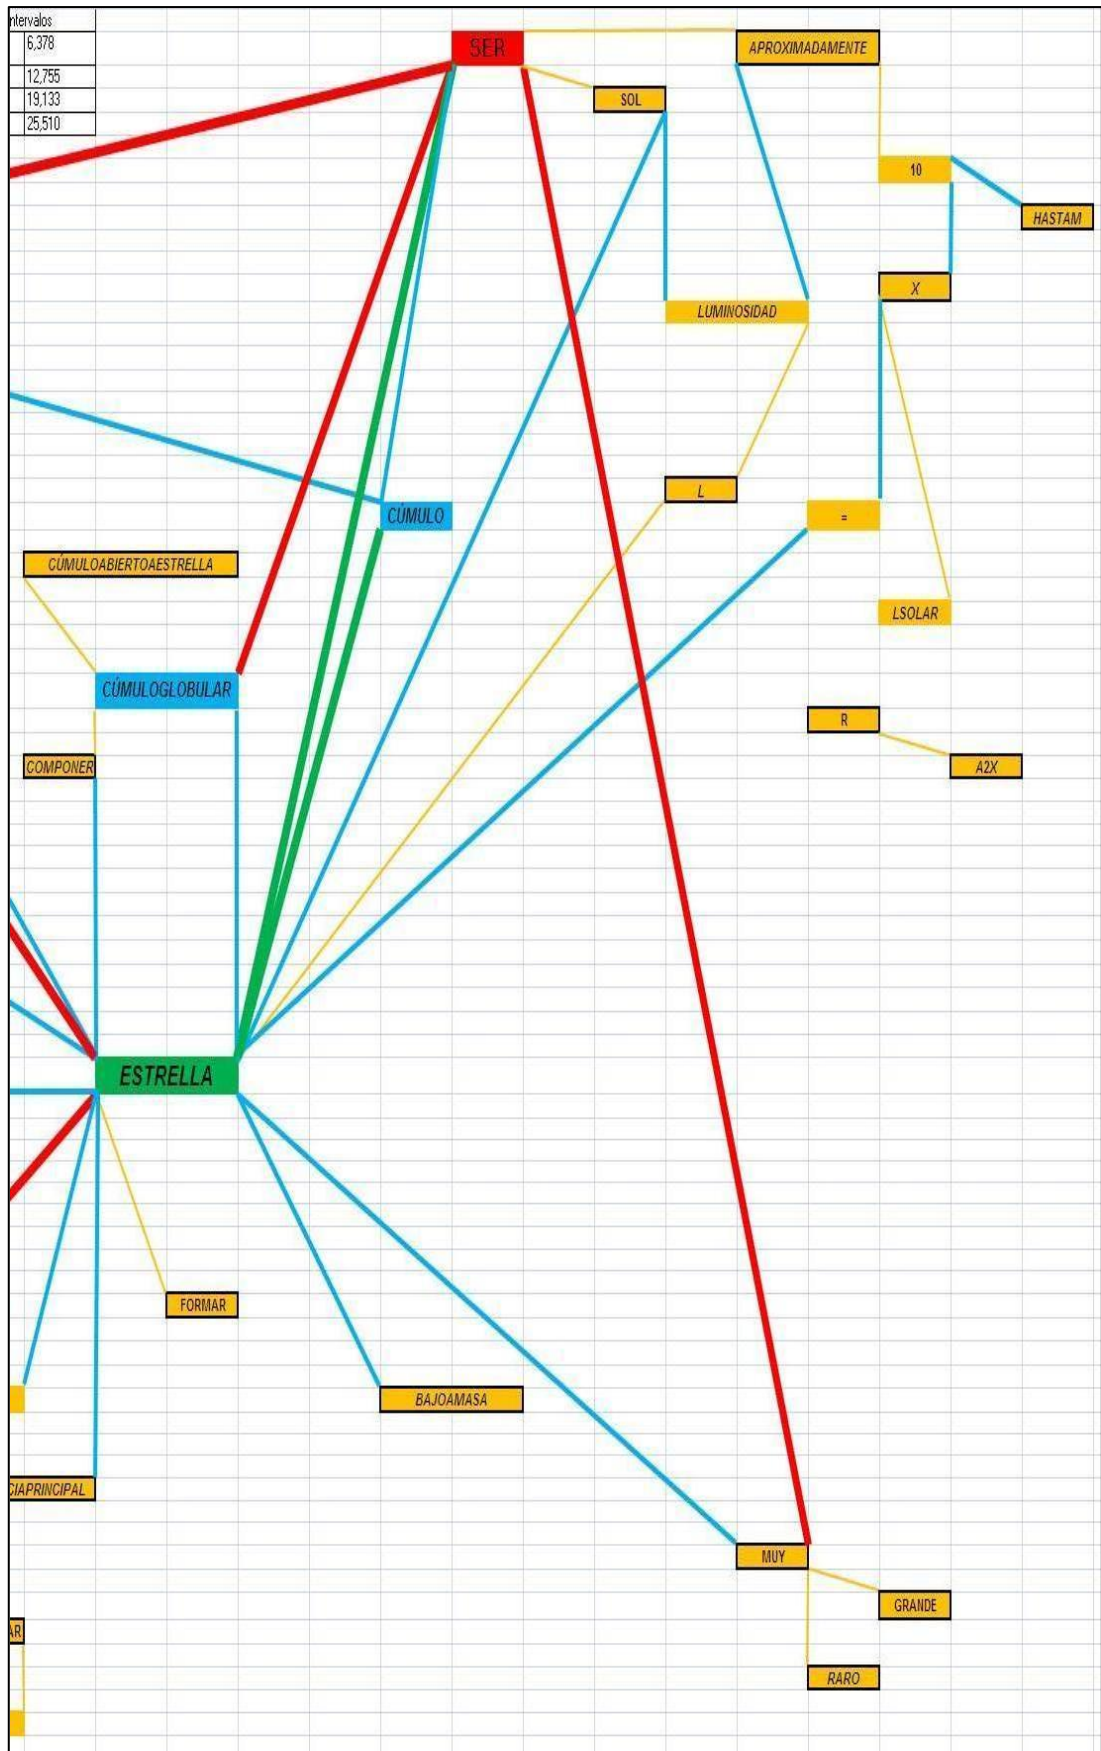 ntervalos
6,378
12,755
19,133
25,510
SER
APROXIMADAMENTE
SOL
10
HASTAM
X
LUMINOSIDAD
L
CÚMULO
=
CÚMULOABIERTOAESTRELLA
LSOLAR
CÚMULOGLOBULAR
R
COMPONER
A2X
ESTRELLA
FORMAR
BAJOAMASA
CIAPRINCIPAL
MUY
GRANDE
AR
RARO